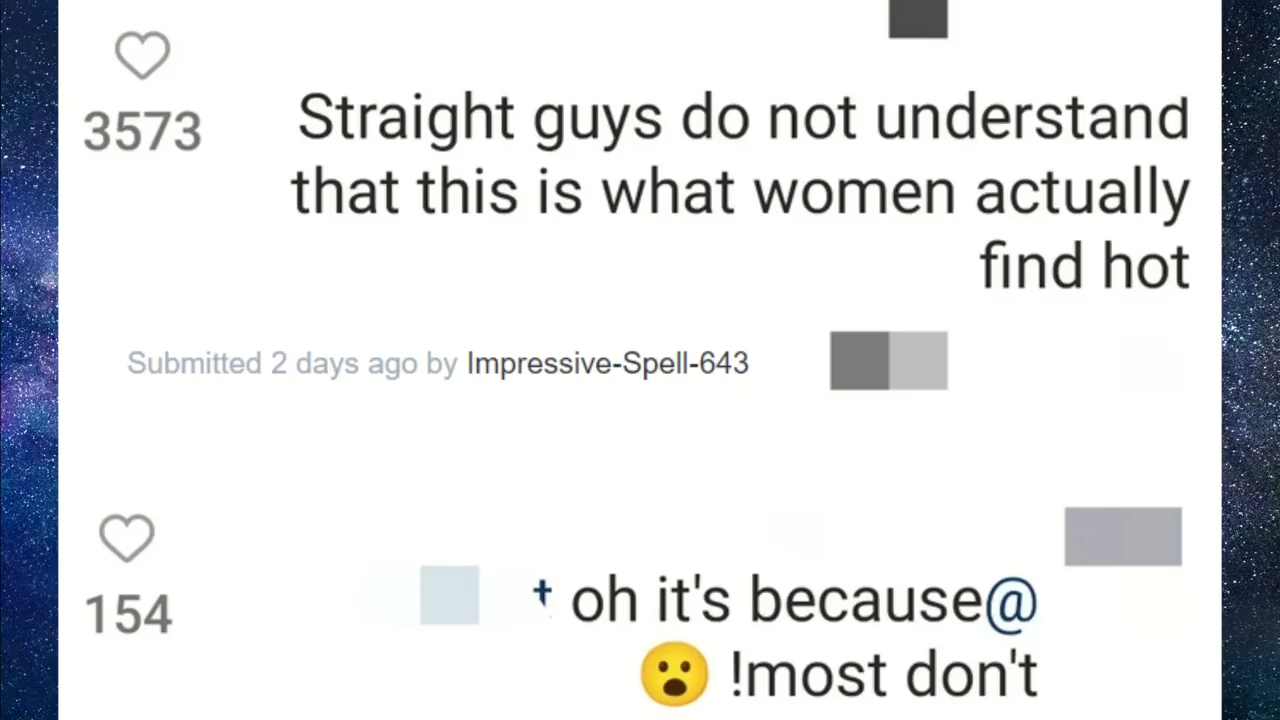 3573
Straight guys do not understand
that this is what women actually
find hot
Submitted 2 days ago by Impressive-Spell-643
154
oh it's because@
😮 !most don't